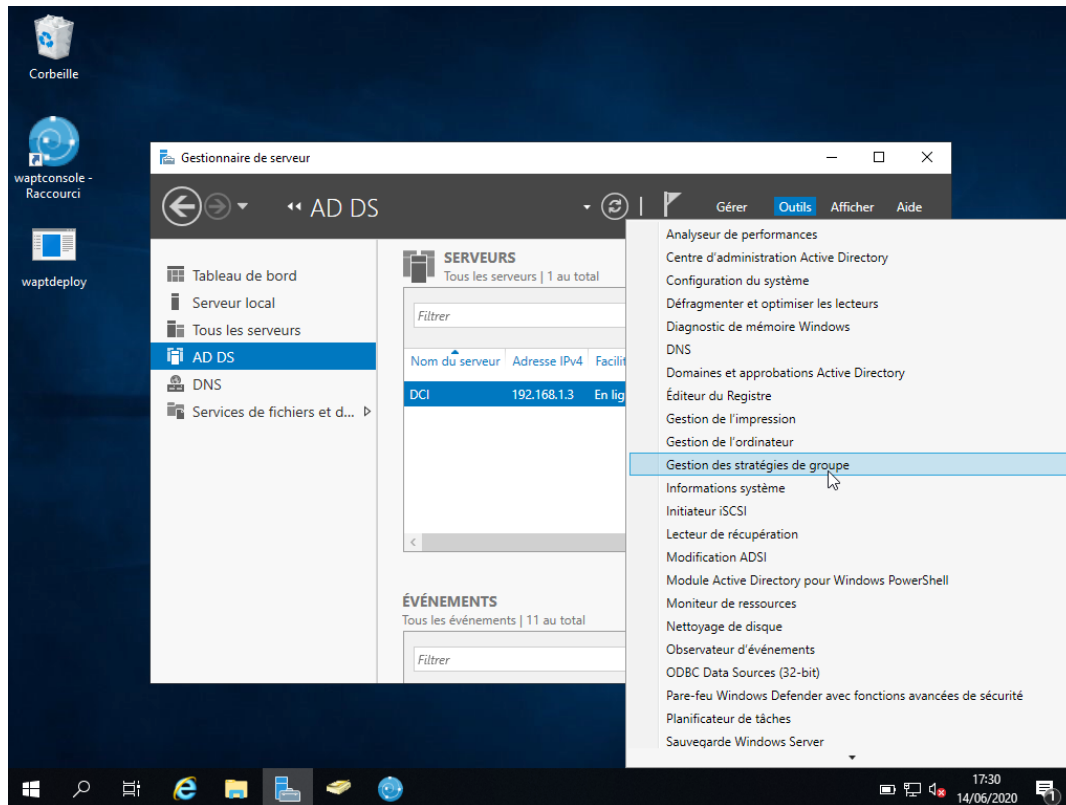 Corbeille
waptconsole -
Raccourci
waptdeploy
Gestionnaire de serveur
AD DS
Gérer
Outils
Afficher
Aide
Tableau de bord
Serveur local
Tous les serveurs
AD DS
DNS
Services de fichiers et d...
SERVEURS
Tous les serveurs | 1 au total
Filtrer
Nom du serveur Adresse IPv4 Facilit
DCI 192.168.1.3 En lig
ÉVÉNEMENTS
Tous les événements | 11 au total
Filtrer
Analyseur de performances
Centre d'administration Active Directory
Configuration du système
Défragmenter et optimiser les lecteurs
Diagnostic de mémoire Windows
DNS
Domaines et approbations Active Directory
Éditeur du Registre
Gestion de l'impression
Gestion de l'ordinateur
Gestion des stratégies de groupe
Informations système
Initiateur iSCSI
Lecteur de récupération
Modification ADSI
Module Active Directory pour Windows PowerShell
Moniteur de ressources
Nettoyage de disque
Observateur d'événements
ODBC Data Sources (32-bit)
Pare-feu Windows Defender avec fonctions avancées de sécurité
Planificateur de tâches
Sauvegarde Windows Server
17:30
14/06/2020
1